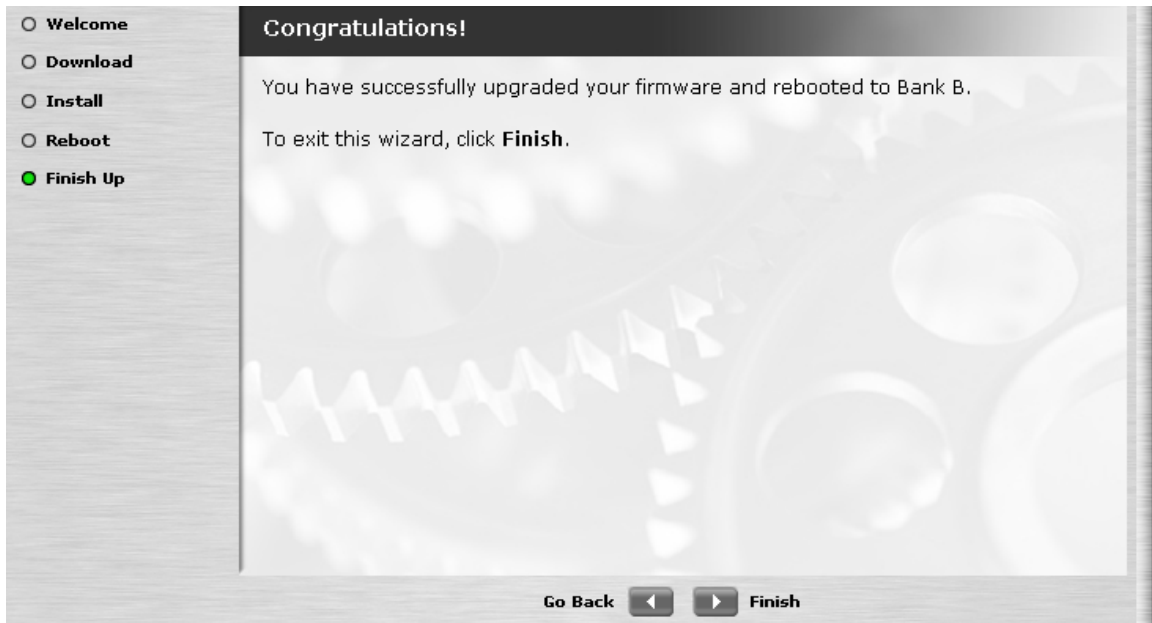 Welcome
Download
Install
Reboot
Finish Up
Congratulations!
You have successfully upgraded your firmware and rebooted to Bank B.
To exit this wizard, click Finish.
Go Back Finish